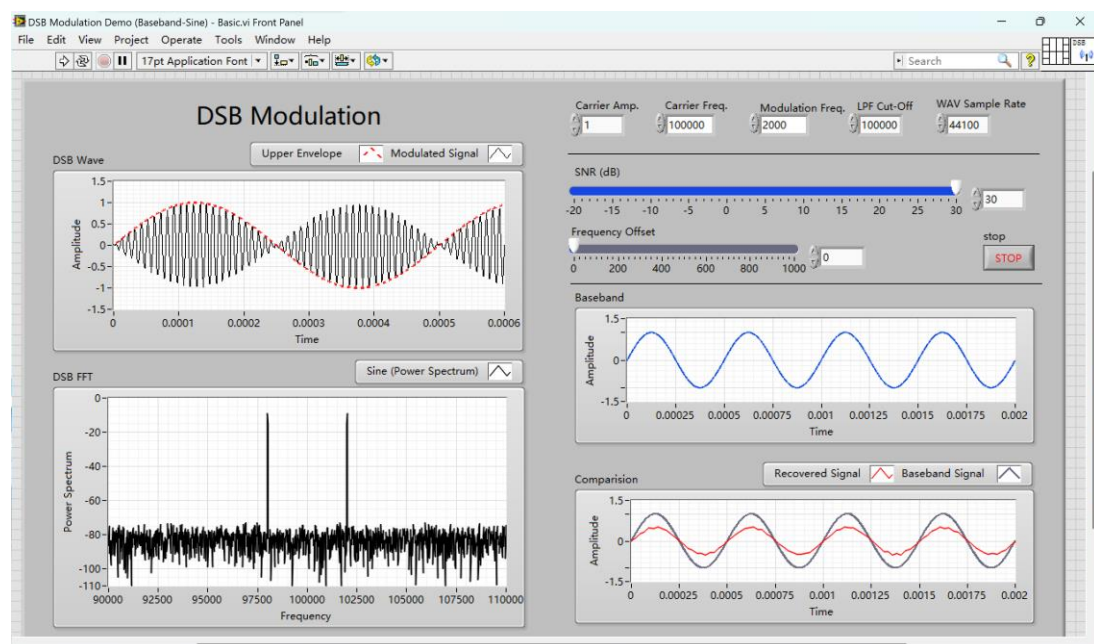 DSB Modulation Demo (Baseband-Sine) - Basic.vi Front Panel
File Edit View Project Operate Tools Window Help
17pt Application Font
Search
DSB
DSB Modulation
Carrier Amp. Carrier Freq. Modulation Freq. LPF Cut-Off WAV Sample Rate
1 100000 2000 100000 44100
DSB Wave
Upper Envelope Modulated Signal
1.5
1
0.5
0
-0.5
-1
-1.5
Amplitude
0 0.0001 0.0002 0.0003 0.0004 0.0005 0.0006
Time
SNR (dB)
-20 -15 -10 -5 0 5 10 15 20 25 30
30
Frequency Offset
0 200 400 600 800 1000
0
stop
STOP
DSB FFT
Sine (Power Spectrum)
0
-20
-40
-60
-80
-100
-110
Power Spectrum
90000 92500 95000 97500 100000 102500 105000 107500 110000
Frequency
Baseband
1.5
0
-1.5
Amplitude
0 0.00025 0.0005 0.00075 0.001 0.00125 0.0015 0.00175 0.002
Time
Comparision
Recovered Signal Baseband Signal
1.5
0
-1.5
Amplitude
0 0.00025 0.0005 0.00075 0.001 0.00125 0.0015 0.00175 0.002
Time